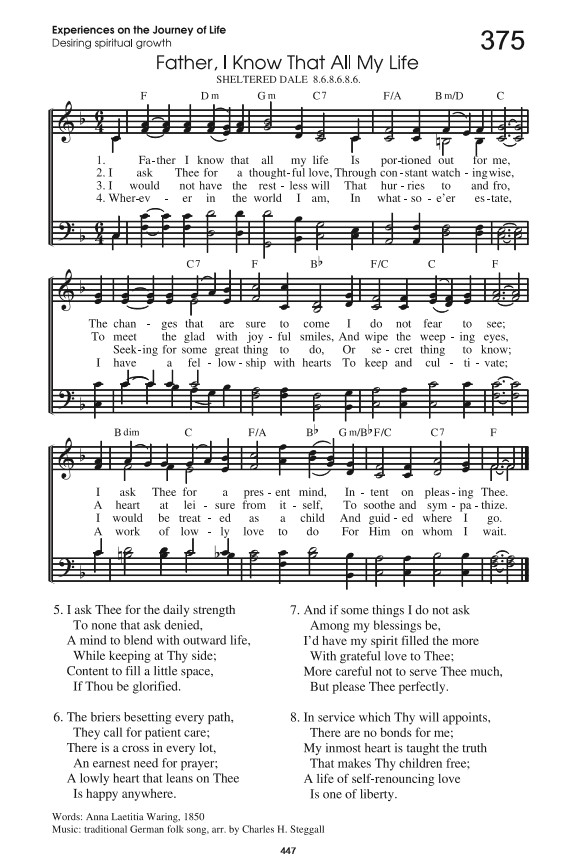 Experiences on the Journey of Life
Desiring spiritual growth
375
Father, I Know That All My Life
SHELTERED DALE 8.6.8.6.8.6.
F Dm Gm C7 F/A Bm/D C
1. Fa-ther I know that all my life Is por-tioned out for me,
2. I ask Thee for a thought-ful love, Through con-stant watch-ing wise,
3. I would not have the rest-less will That hur-ries to and fro,
4. Wher-ev-er in the world I am, In what-so-e'er es-tate,
C7 F B♭ F/C C F
The chan-ges that are sure to come I do not fear to see;
To meet the glad with joy-ful smiles, And wipe the weep-ing eyes,
Seek-ing for some great thing to do, Or se-cret thing to know;
I have a fel-low-ship with hearts To keep and cul-ti-vate;
B dim C F/A B♭ Gm/B♭ F/C C7 F
I ask Thee for a pres-ent mind, In-tent on pleas-ing Thee.
A heart at lei-sure from it-self, To soothe and sym-pa-thize.
I would be treat-ed as a child And guid-ed where I go.
A work of low-ly love to do For Him on whom I wait.
5. I ask Thee for the daily strength
To none that ask denied,
A mind to blend with outward life,
While keeping at Thy side;
Content to fill a little space,
If Thou be glorified.
6. The briers besetting every path,
They call for patient care;
There is a cross in every lot,
An earnest need for prayer;
A lowly heart that leans on Thee
Is happy anywhere.
7. And if some things I do not ask
Among my blessings be,
I'd have my spirit filled the more
With grateful love to Thee;
More careful not to serve Thee much,
But please Thee perfectly.
8. In service which Thy will appoints,
There are no bonds for me;
My inmost heart is taught the truth
That makes Thy children free;
A life of self-renouncing love
Is one of liberty.
Words: Anna Laetitia Waring, 1850
Music: traditional German folk song, arr. by Charles H. Steggall
447